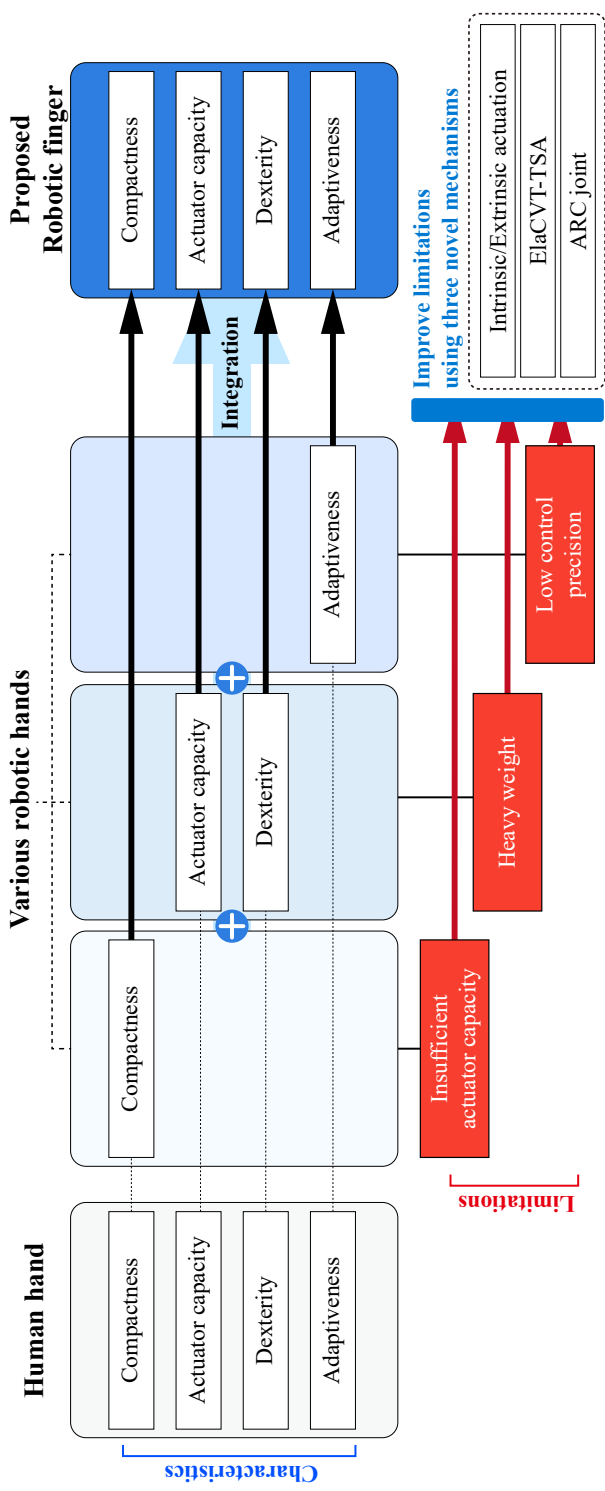 Human hand
Various robotic hands
Proposed
Robotic finger
Characteristics
Compactness
Actuator capacity
Dexterity
Adaptiveness
Compactness
Actuator capacity
Dexterity
Adaptiveness
Integration
Compactness
Actuator capacity
Dexterity
Adaptiveness
Limitations
Insufficient
actuator capacity
Heavy weight
Low control
precision
Improve limitations
using three novel mechanisms
Intrinsic/Extrinsic actuation
ElaCVT-TSA
ARC joint